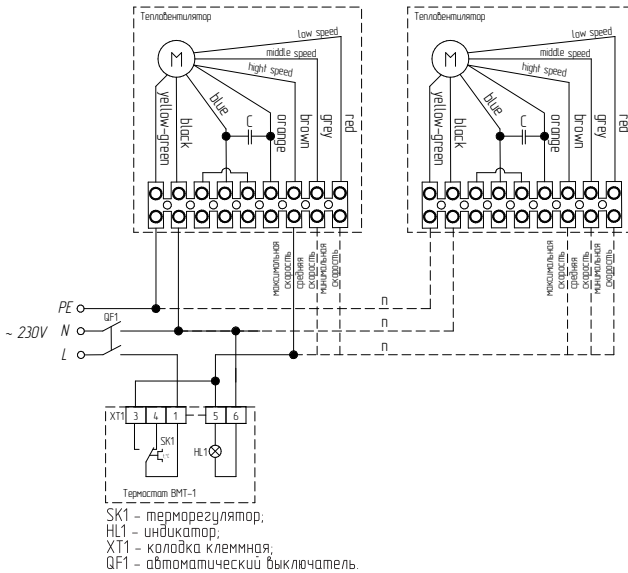 Тепловентилятор
Тепловентилятор
low speed
middle speed
hight speed
M
yellow-green
black
blue
C
orange
brown
grey
red
low speed
middle speed
hight speed
M
yellow-green
black
blue
C
orange
brown
grey
red
максимальная
скорость
средняя
скорость
минимальная
скорость
максимальная
скорость
средняя
скорость
минимальная
скорость
PE
n
~ 230V
N
QF1
n
L
n
XT1
3
4
1
5
6
SK1
t°C
HL1
Термостат ВМТ-1
SK1 - терморегулятор;
HL1 - индикатор;
XT1 - колодка клеммная;
QF1 - автоматический выключатель.